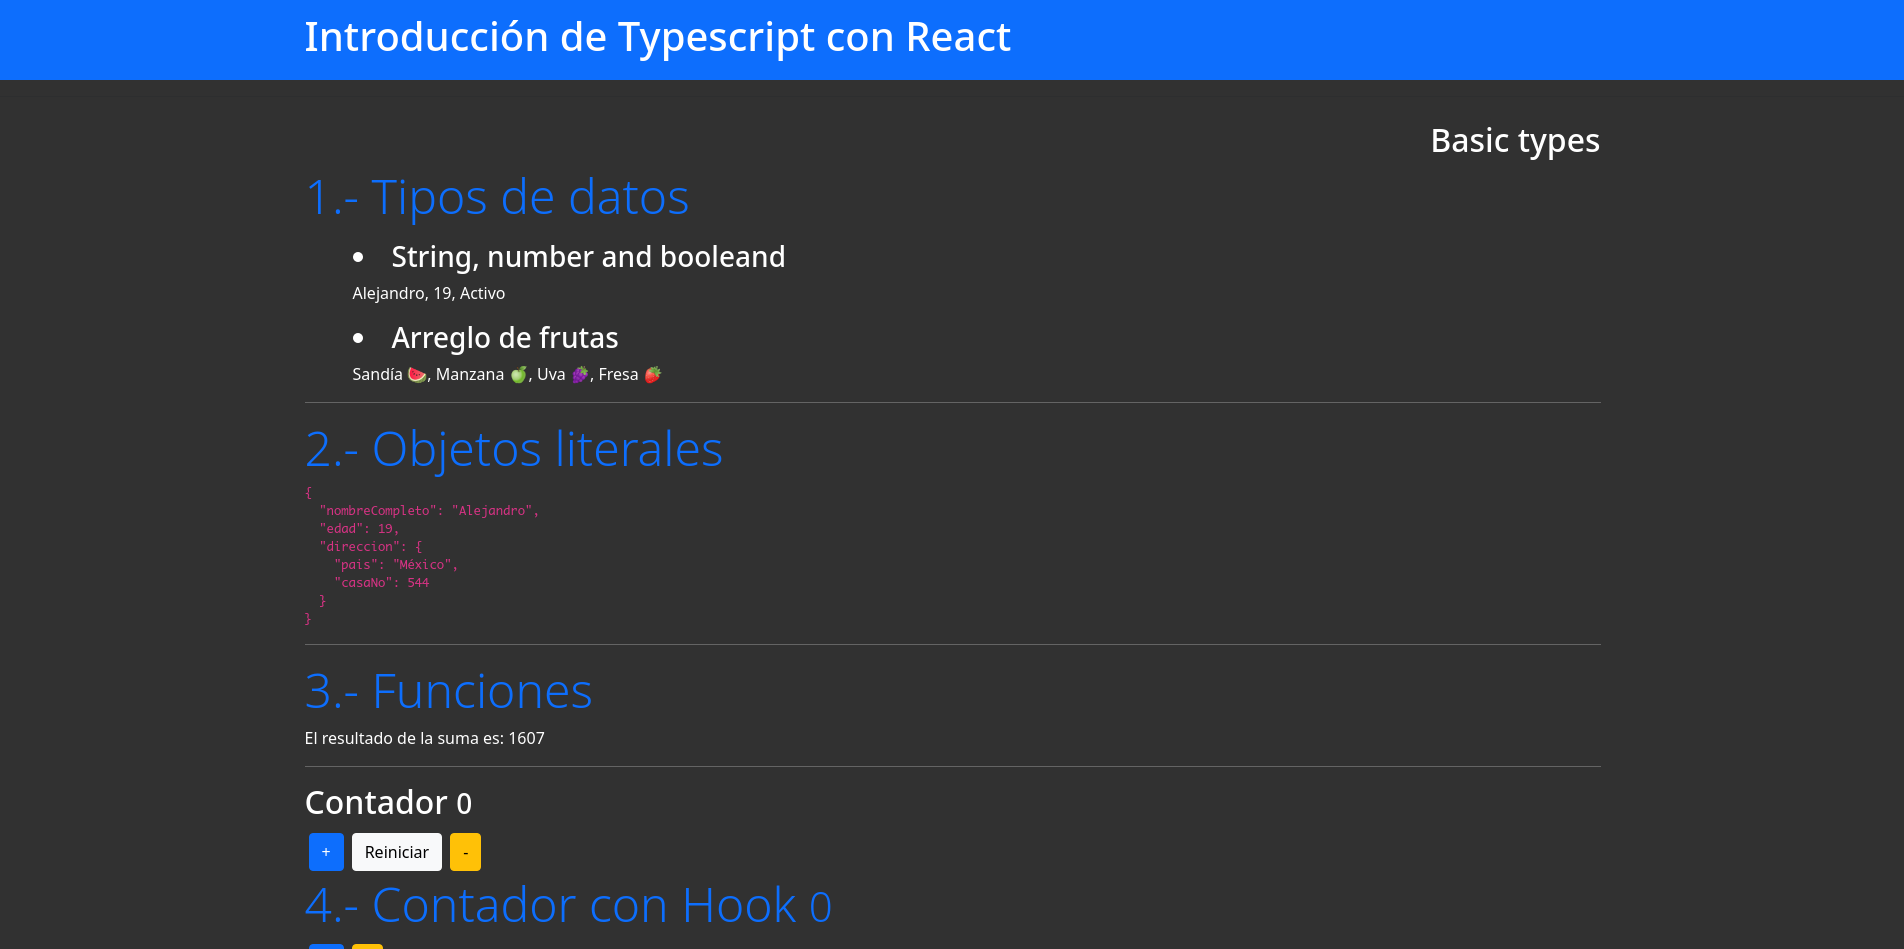 Introducción de Typescript con React
Basic types
1.- Tipos de datos
• String, number and booleand
Alejandro, 19, Activo
• Arreglo de frutas
Sandía 🍉, Manzana 🍏, Uva 🍇, Fresa 🍓
2.- Objetos literales
{
  "nombreCompleto": "Alejandro",
  "edad": 19,
  "direccion": {
    "pais": "México",
    "casaNo": 544
  }
}
3.- Funciones
El resultado de la suma es: 1607
Contador 0
+ Reiniciar -
4.- Contador con Hook 0